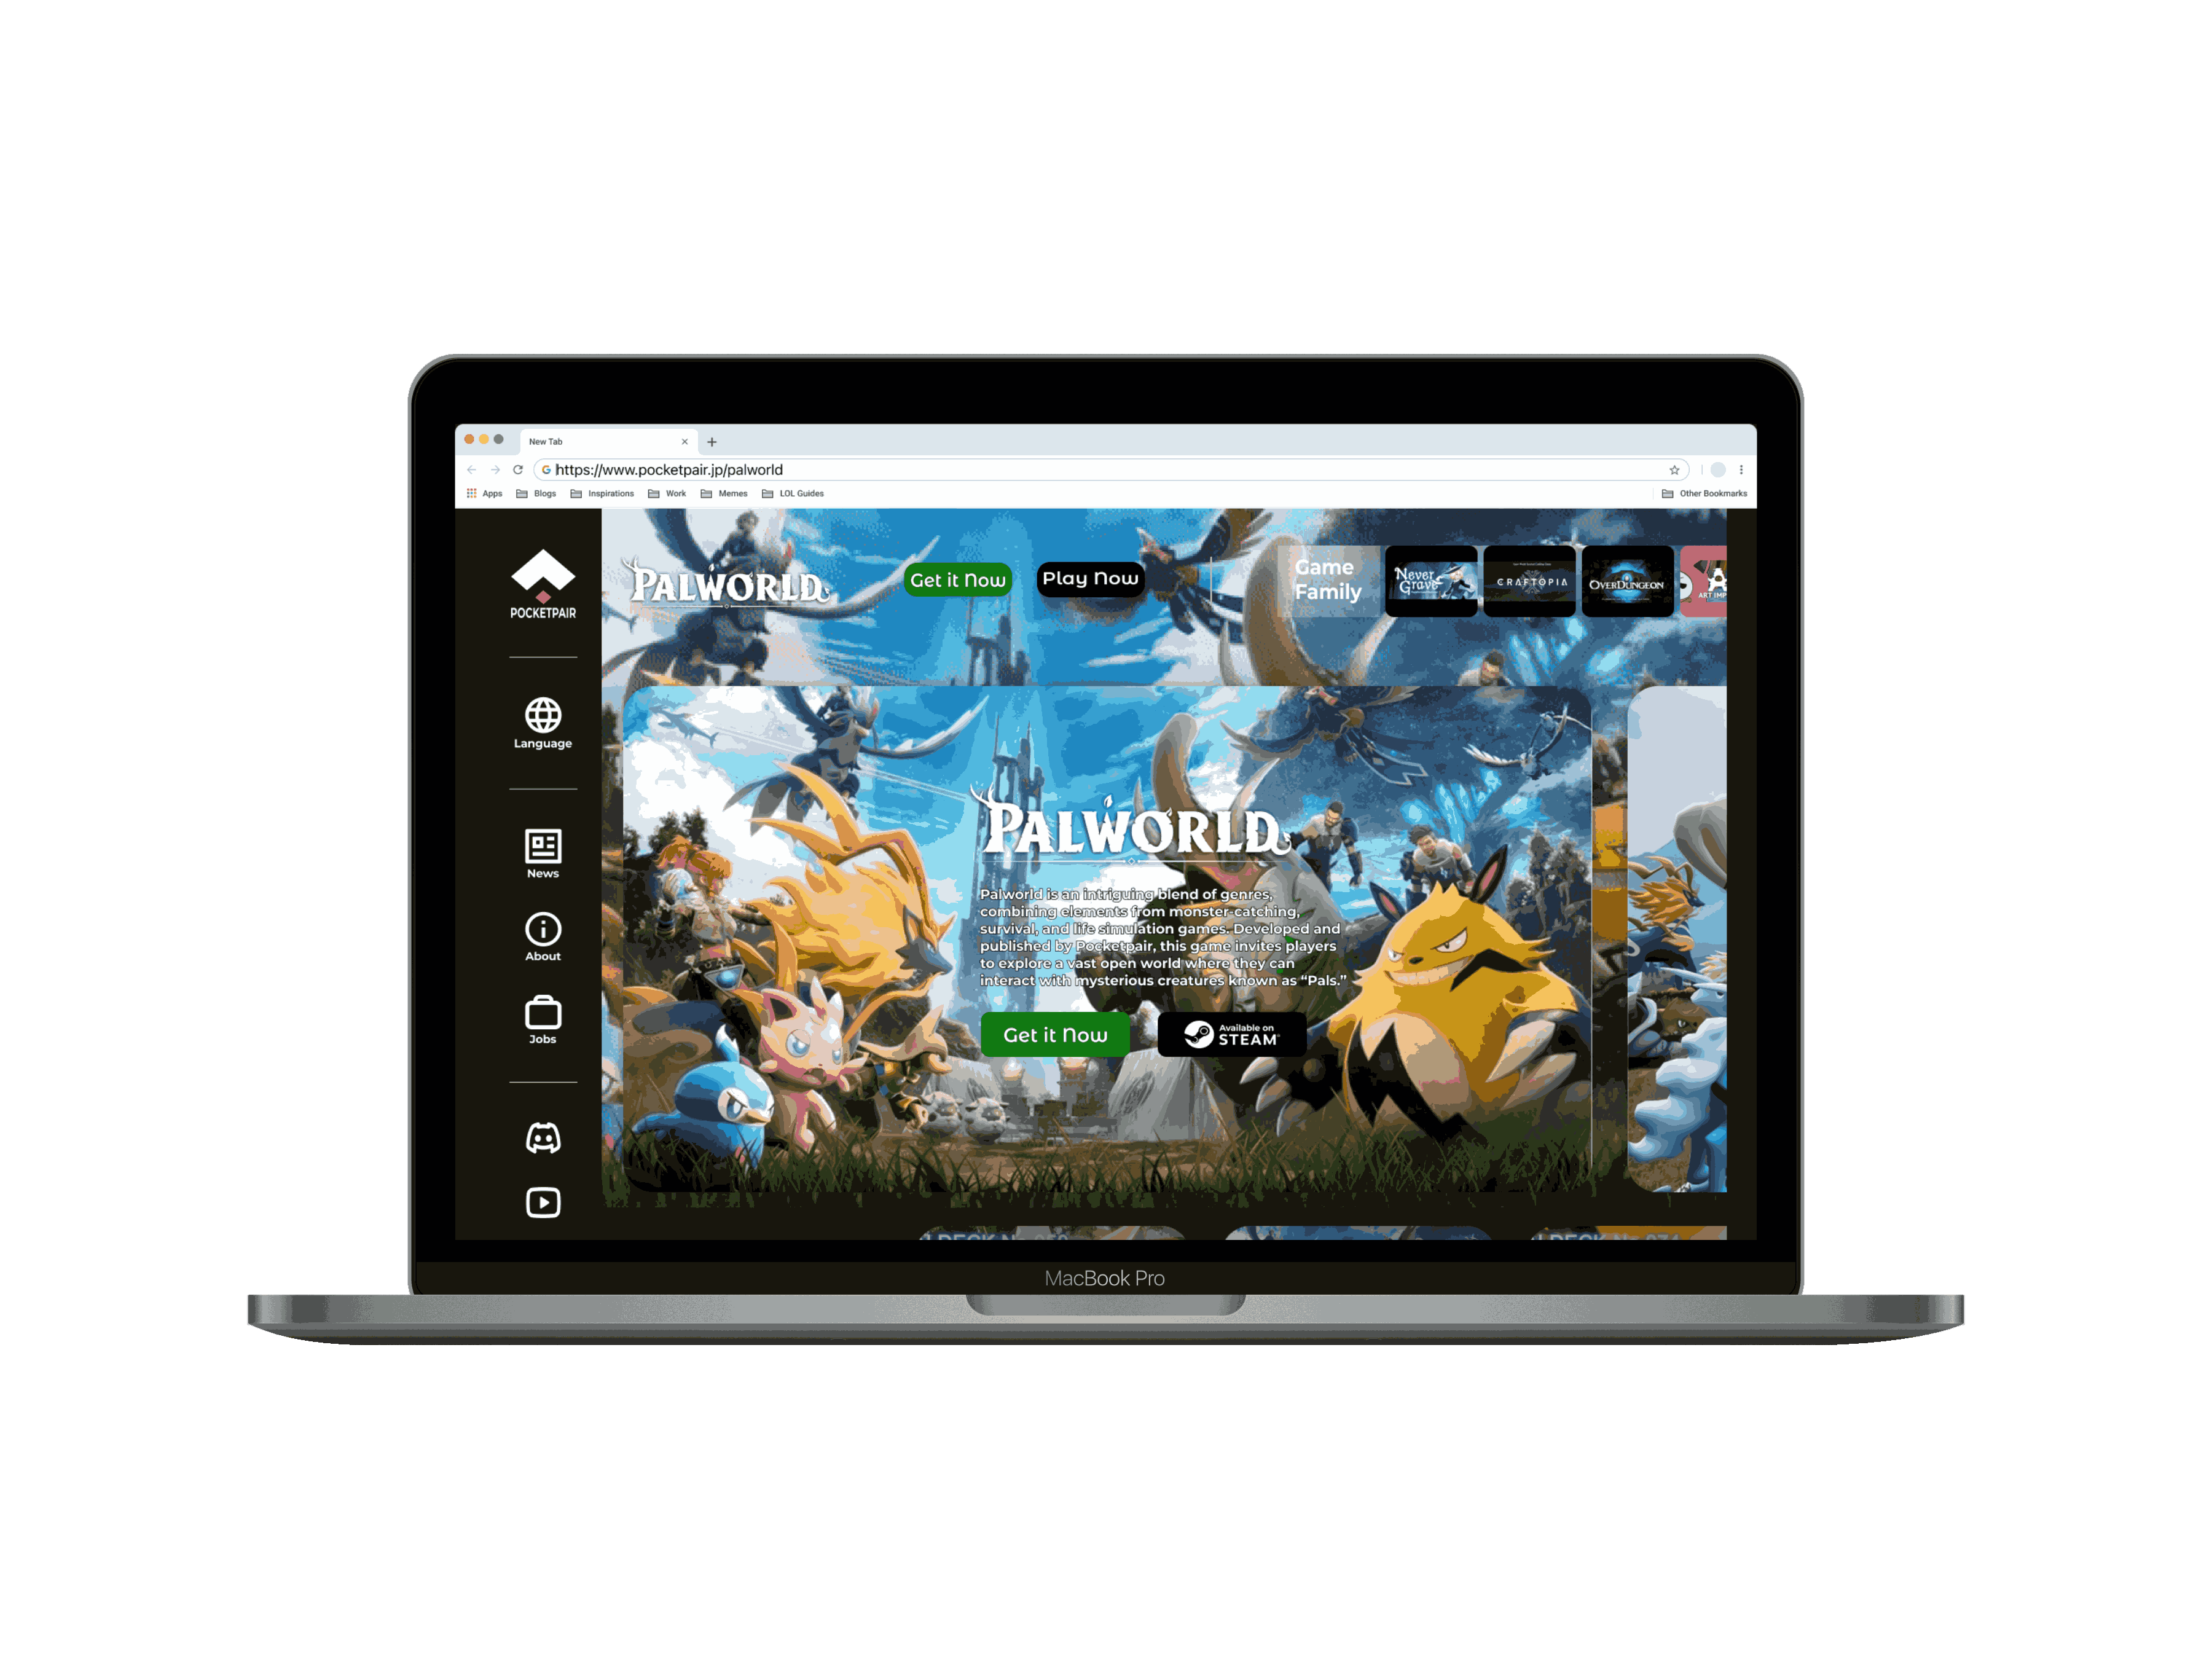 New Tab
https://www.pocketpair.jp/palworld
Apps Blogs Inspirations Work Memes LOL Guides Other Bookmarks
POCKETPAIR
Language
News
About
Jobs
PALWORLD
Get it Now
Play Now
Game
Family
Never
Grave
CRAFTOPIA
OVERDUNGEON
ART IMP
PALWORLD
Palworld is an intriguing blend of genres,
combining elements from monster-catching,
survival, and life simulation games. Developed and
published by Pocketpair, this game invites players
to explore a vast open world where they can
interact with mysterious creatures known as “Pals.”
Get it Now
Available on
STEAM
MacBook Pro